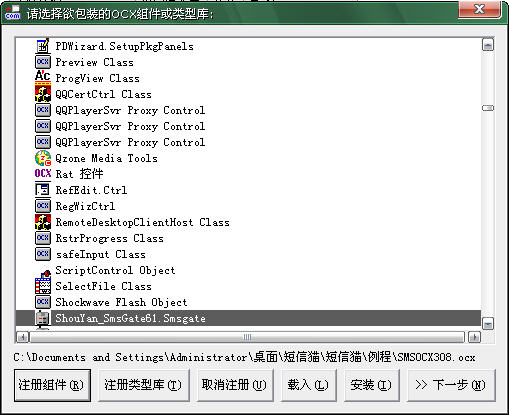 请选择欲包装的OCX组件或类型库:
PDWizard.SetupPkgPanels
Preview Class
ProgView Class
QQCertCtrl Class
QQPlayerSvr Proxy Control
QQPlayerSvr Proxy Control
QQPlayerSvr Proxy Control
Qzone Media Tools
Rat 控件
RefEdit.Ctrl
RegWizCtrl
RemoteDesktopClientHost Class
RstrProgress Class
safeInput Class
ScriptControl Object
SelectFile Class
Shockwave Flash Object
ShouYan_SmsGate61.Smsgate
C:\Documents and Settings\Administrator\桌面\短信猫\短信猫\例程\SMSOCX308.ocx
注册组件(R) 注册类型库(T) 取消注册(U) 载入(L) 安装(I) >> 下一步(N)